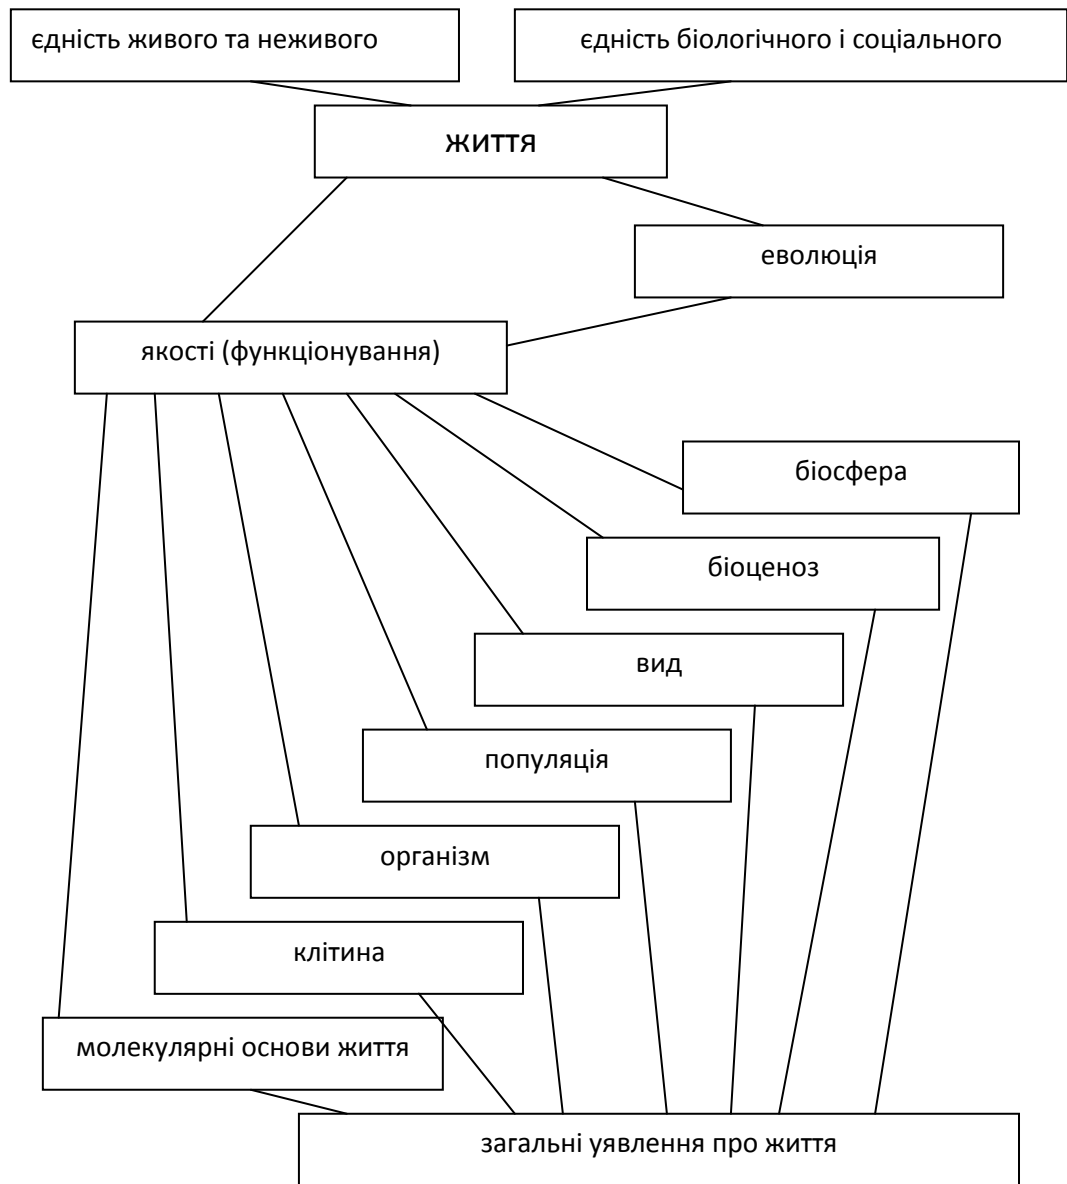 єдність живого та неживого
єдність біологічного і соціального
життя
еволюція
якості (функціонування)
біосфера
біоценоз
вид
популяція
організм
клітина
молекулярні основи життя
загальні уявлення про життя